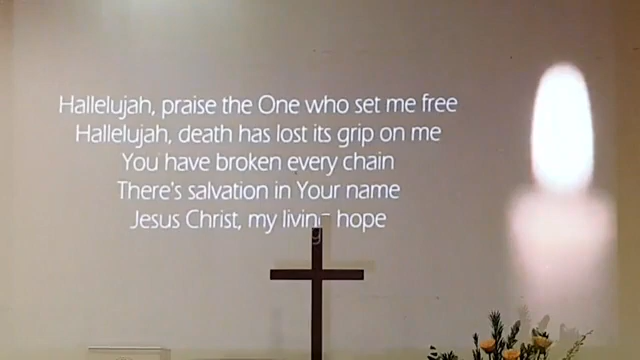 Hallelujah, praise the One who set me free
Hallelujah, death has lost its grip on me
You have broken every chain
There's salvation in Your name
Jesus Christ, my living hope